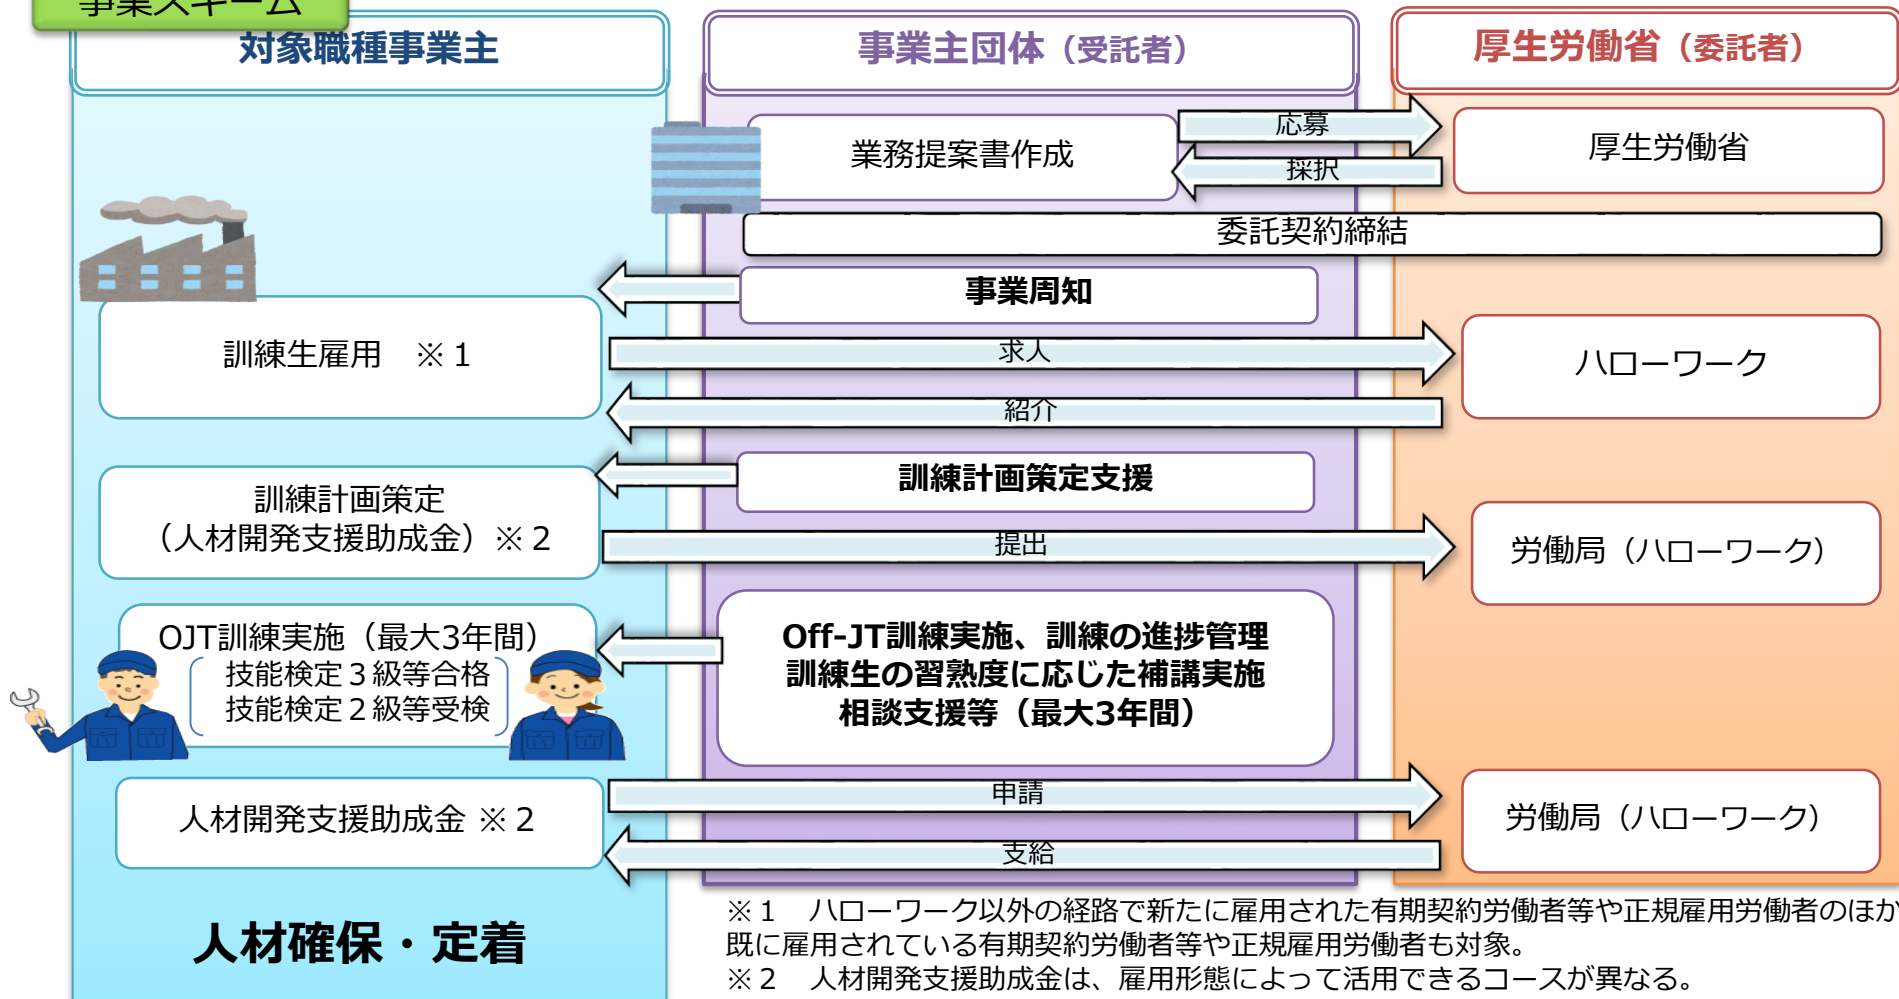 事業スキーム
対象職種事業主
事業主団体（受託者）
厚生労働省（委託者）
業務提案書作成
応募
採択
厚生労働省
委託契約締結
事業周知
訓練生雇用　※１
求人
紹介
ハローワーク
訓練計画策定支援
訓練計画策定
（人材開発支援助成金）※２
提出
労働局（ハローワーク）
OJT訓練実施（最大3年間）
技能検定３級等合格
技能検定２級等受検
Off-JT訓練実施、訓練の進捗管理
訓練生の習熟度に応じた補講実施
相談支援等（最大3年間）
人材開発支援助成金 ※２
申請
支給
労働局（ハローワーク）
人材確保・定着
※１　ハローワーク以外の経路で新たに雇用された有期契約労働者等や正規雇用労働者のほか
既に雇用されている有期契約労働者等や正規雇用労働者も対象。
※２　人材開発支援助成金は、雇用形態によって活用できるコースが異なる。